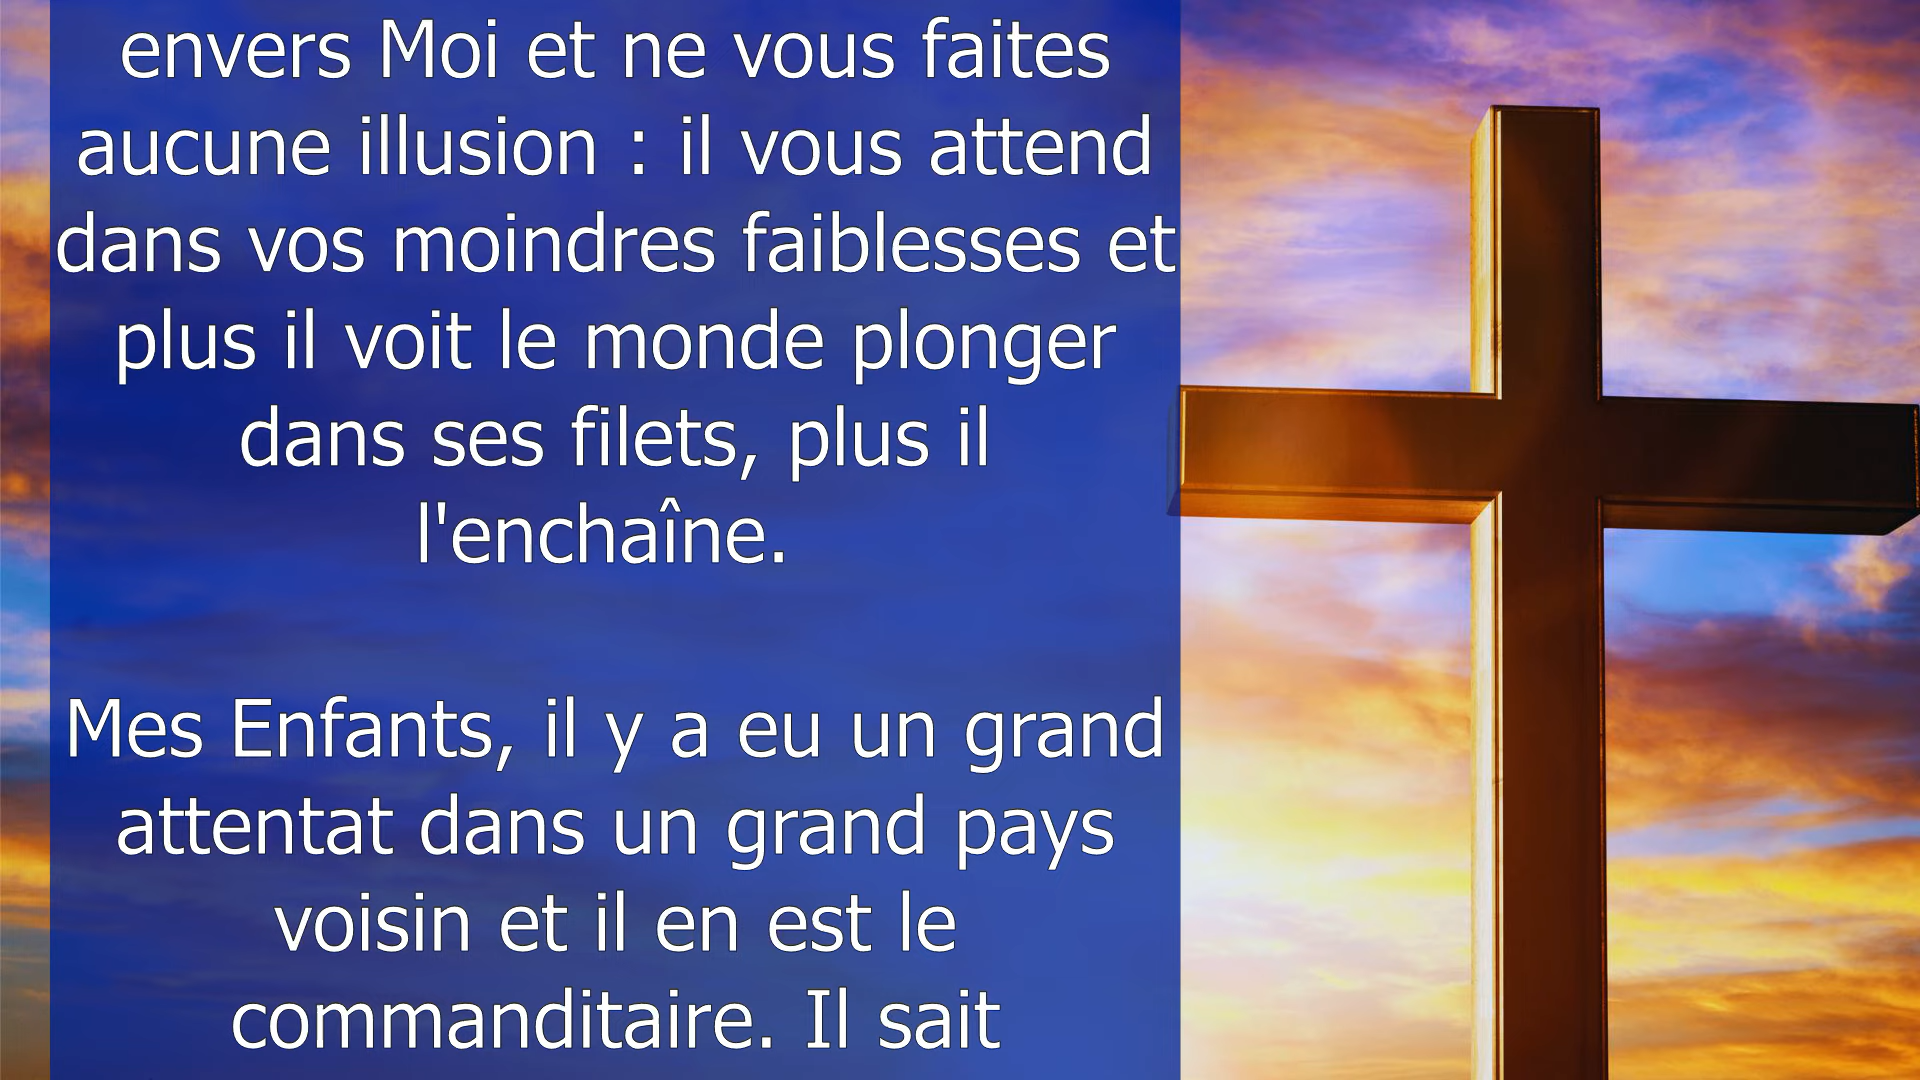 envers Moi et ne vous faites
aucune illusion : il vous attend
dans vos moindres faiblesses et
plus il voit le monde plonger
dans ses filets, plus il
l'enchaîne.
Mes Enfants, il y a eu un grand
attentat dans un grand pays
voisin et il en est le
commanditaire. Il sait